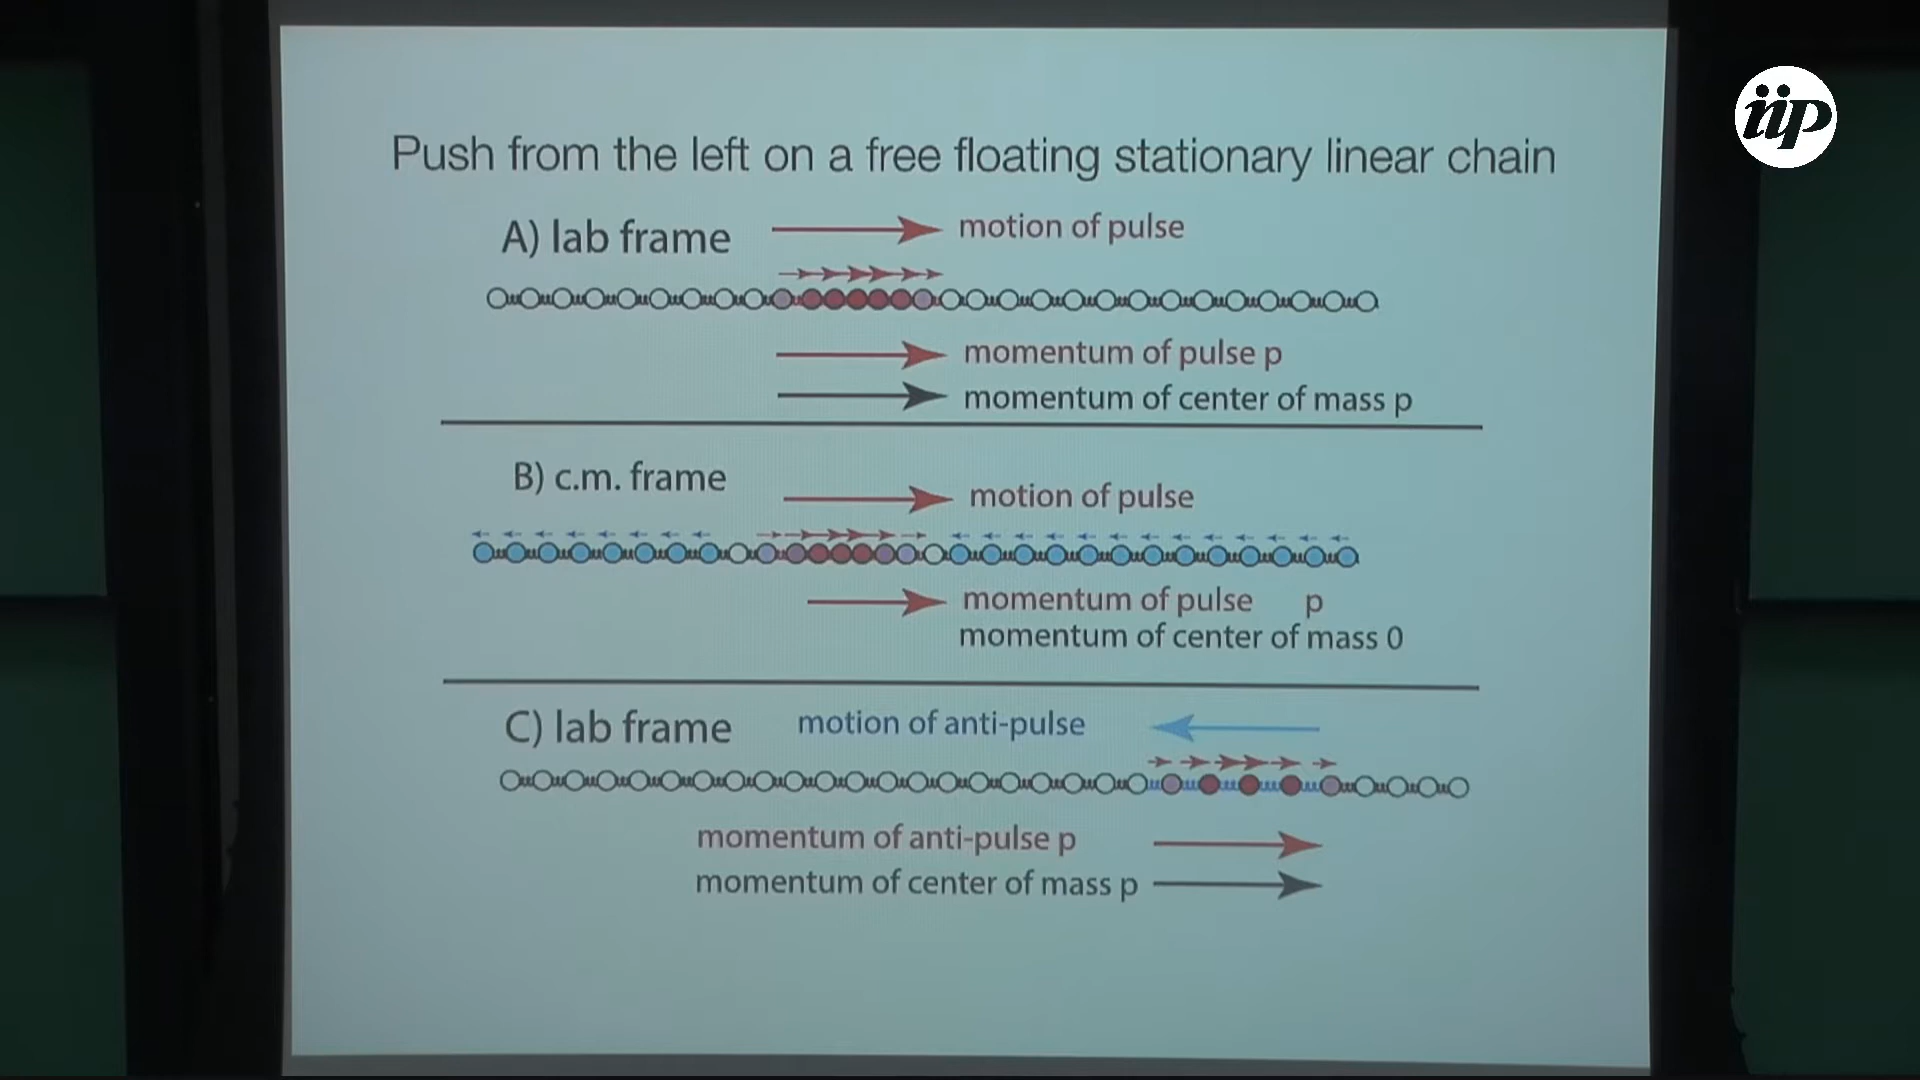 iip
Push from the left on a free floating stationary linear chain
A) lab frame
motion of pulse
momentum of pulse p
momentum of center of mass p
B) c.m. frame
motion of pulse
momentum of pulse p
momentum of center of mass 0
C) lab frame
motion of anti-pulse
momentum of anti-pulse p
momentum of center of mass p